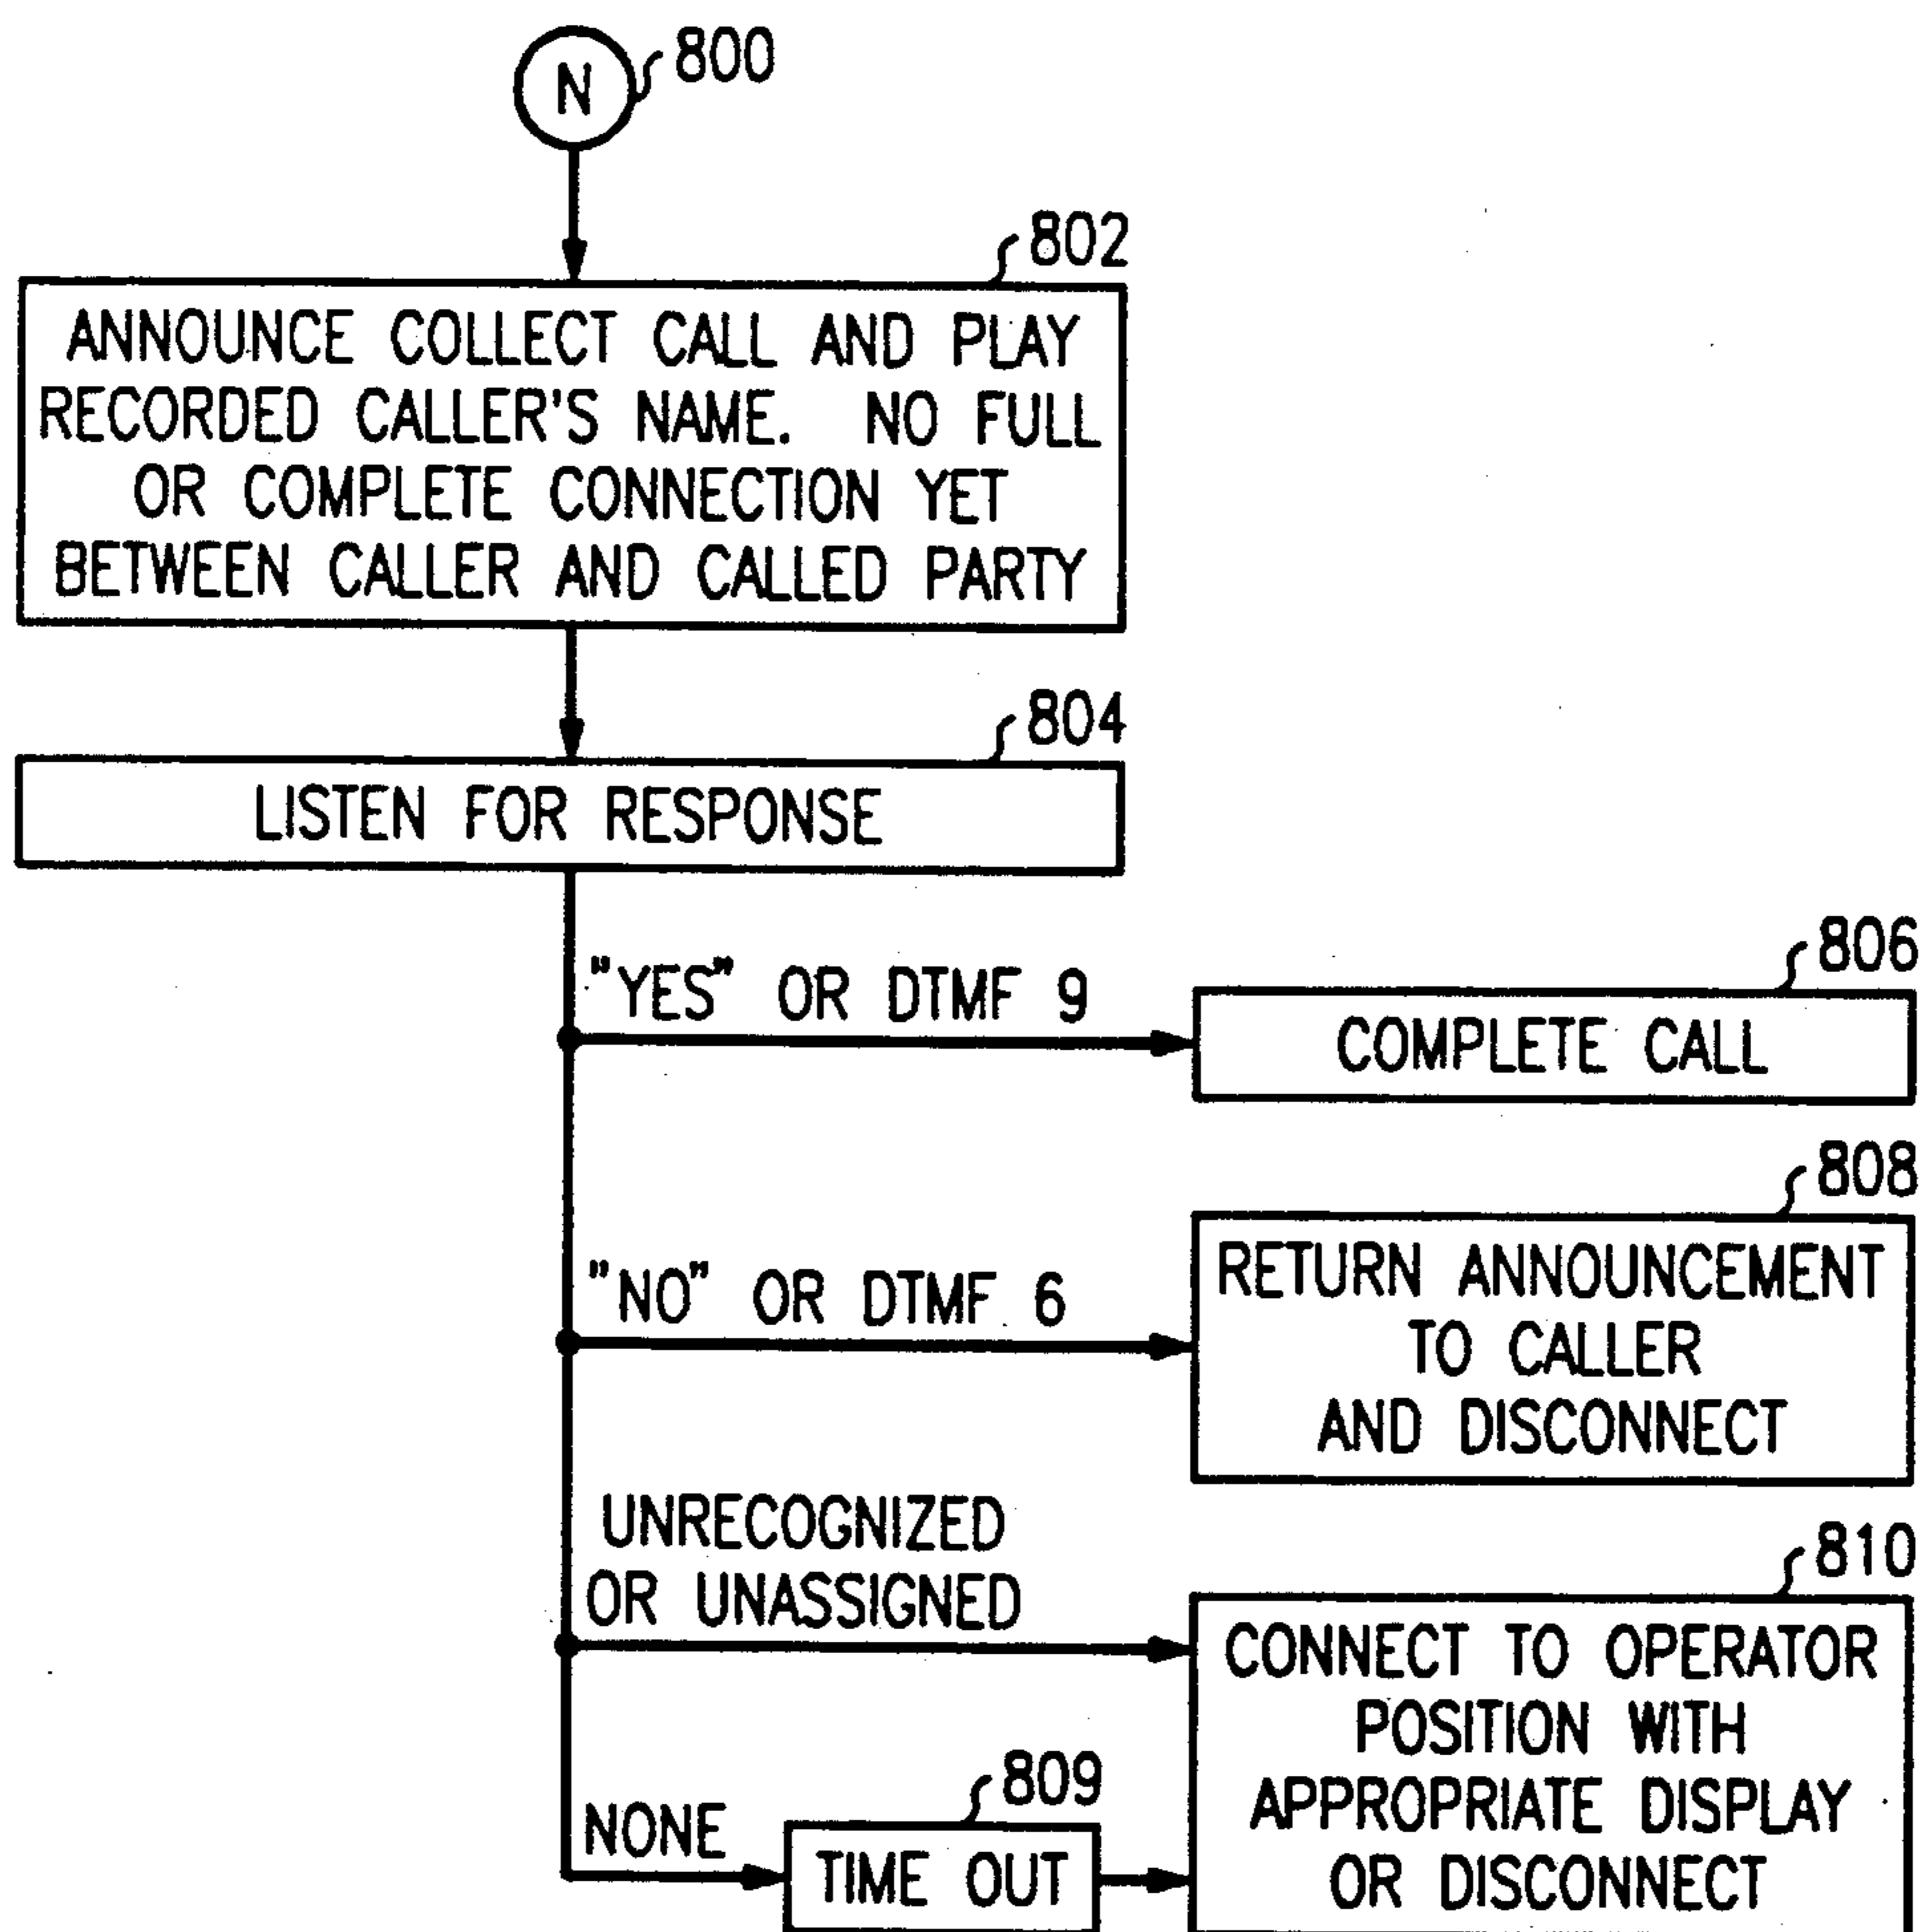 N 800
802
ANNOUNCE COLLECT CALL AND PLAY
RECORDED CALLER'S NAME. NO FULL
OR COMPLETE CONNECTION YET
BETWEEN CALLER AND CALLED PARTY
804
LISTEN FOR RESPONSE
"YES" OR DTMF 9
806
COMPLETE CALL
"NO" OR DTMF 6
808
RETURN ANNOUNCEMENT
TO CALLER
AND DISCONNECT
UNRECOGNIZED
OR UNASSIGNED
810
CONNECT TO OPERATOR
POSITION WITH
APPROPRIATE DISPLAY
OR DISCONNECT
NONE
809
TIME OUT